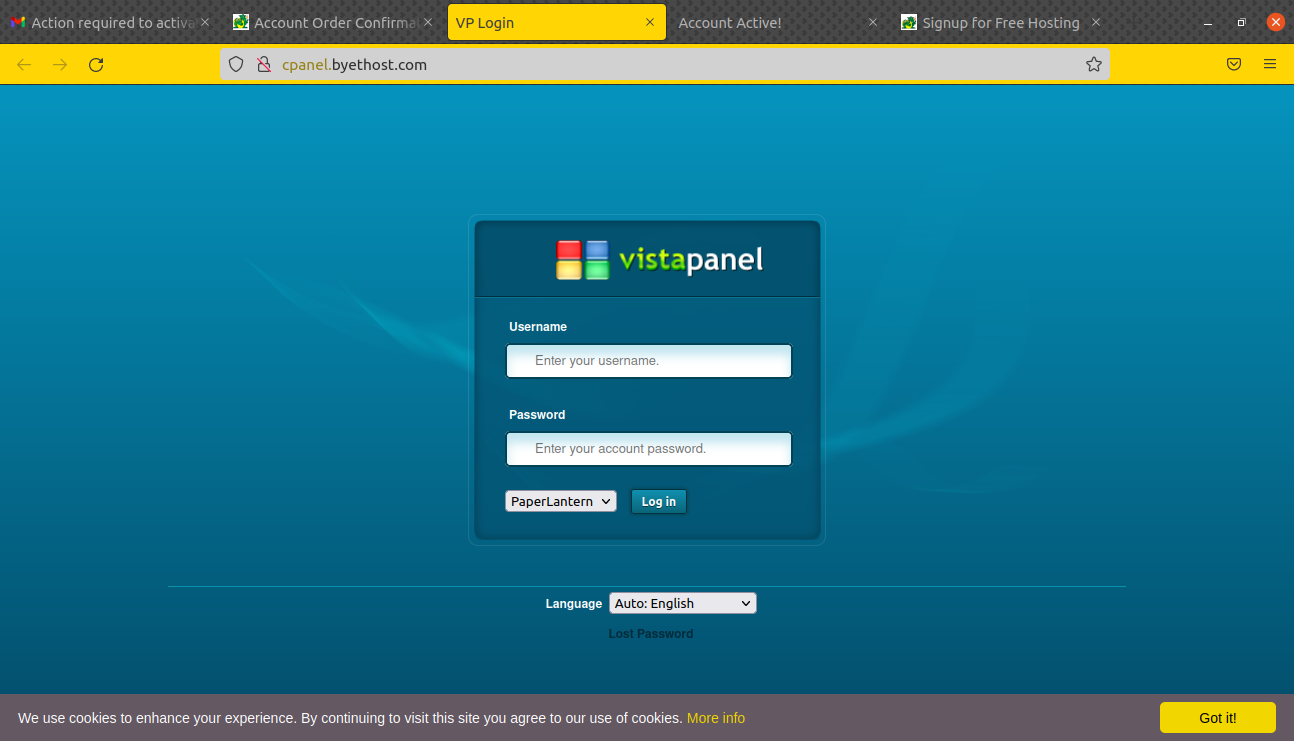 Action required to activa
Account Order Confirma
VP Login
Account Active!
Signup for Free Hosting
cpanel.byethost.com
vistapanel
Username
Enter your username.
Password
Enter your account password.
PaperLantern
Log in
Language
Auto: English
Lost Password
We use cookies to enhance your experience. By continuing to visit this site you agree to our use of cookies. More info
Got it!